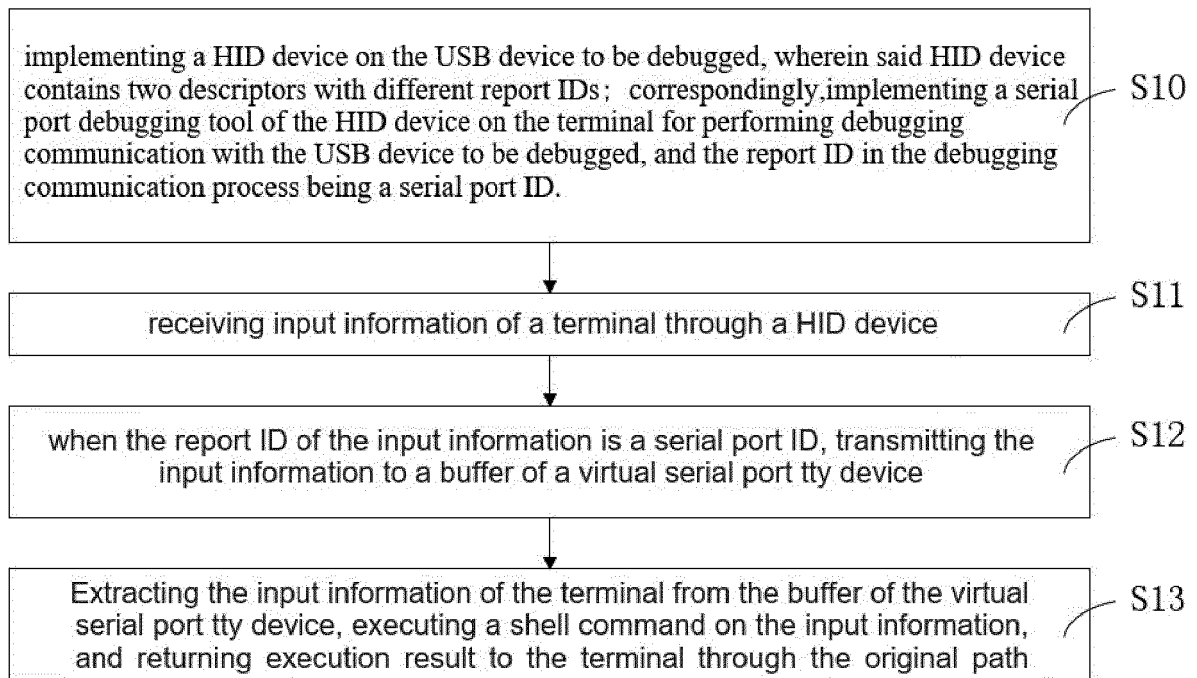 implementing a HID device on the USB device to be debugged, wherein said HID device
contains two descriptors with different report IDs; correspondingly,implementing a serial
port debugging tool of the HID device on the terminal for performing debugging
communication with the USB device to be debugged, and the report ID in the debugging
communication process being a serial port ID.
S10
receiving input information of a terminal through a HID device
S11
when the report ID of the input information is a serial port ID, transmitting the
input information to a buffer of a virtual serial port tty device
S12
Extracting the input information of the terminal from the buffer of the virtual
serial port tty device, executing a shell command on the input information,
and returning execution result to the terminal through the original path
S13